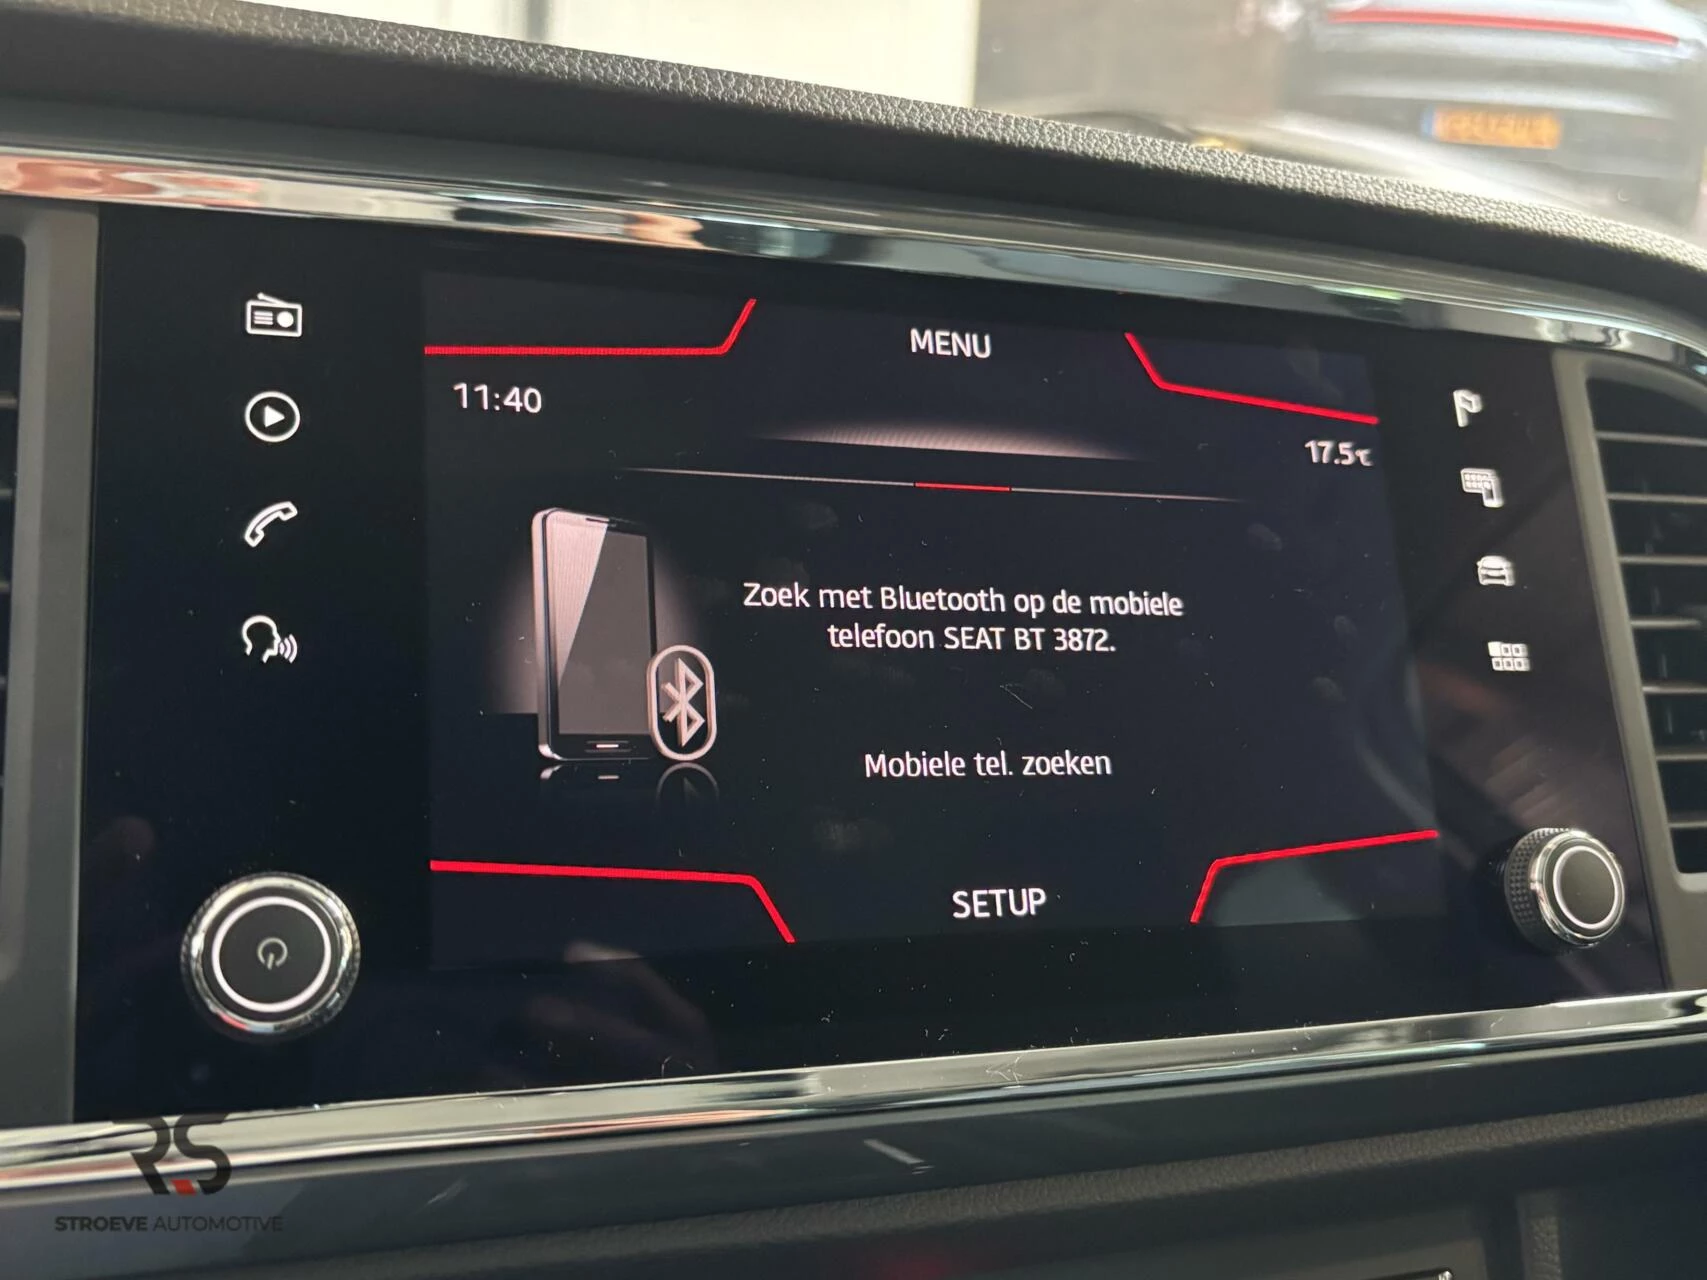 MENU
11:40
17.5℃
Zoek met Bluetooth op de mobiele
telefoon SEAT BT 3872.
Mobiele tel. zoeken
SETUP
RS
STROEVE AUTOMOTIVE